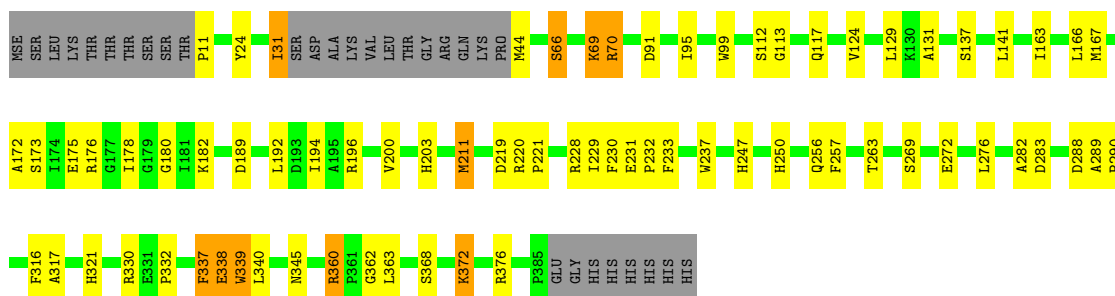 MSE SER LEU LYS THR THR THR SER SER THR P11 Y24 I31 SER ASP ALA LYS VAL LEU THR GLY ARG GLN LYS PRO M44 S66 K69 R70 D91 I95 W99 S112 G113 Q117 V124 L129 K130 A131 S137 L141 I163 L166 M167
A172 S173 I174 E175 R176 G177 I178 G179 G180 I181 K182 D189 L192 D193 I194 A195 R196 V200 H203 M211 D219 R220 P221 R228 I229 F230 E231 P232 F233 W237 H247 H250 Q256 F257 T263 S269 E272 L276 A282 D283 D288 A289
F316 A317 H321 R330 E331 P332 F337 E338 W339 L340 N345 R360 P361 G362 L363 S368 K372 R376 P385 GLU GLY HIS HIS HIS HIS HIS HIS